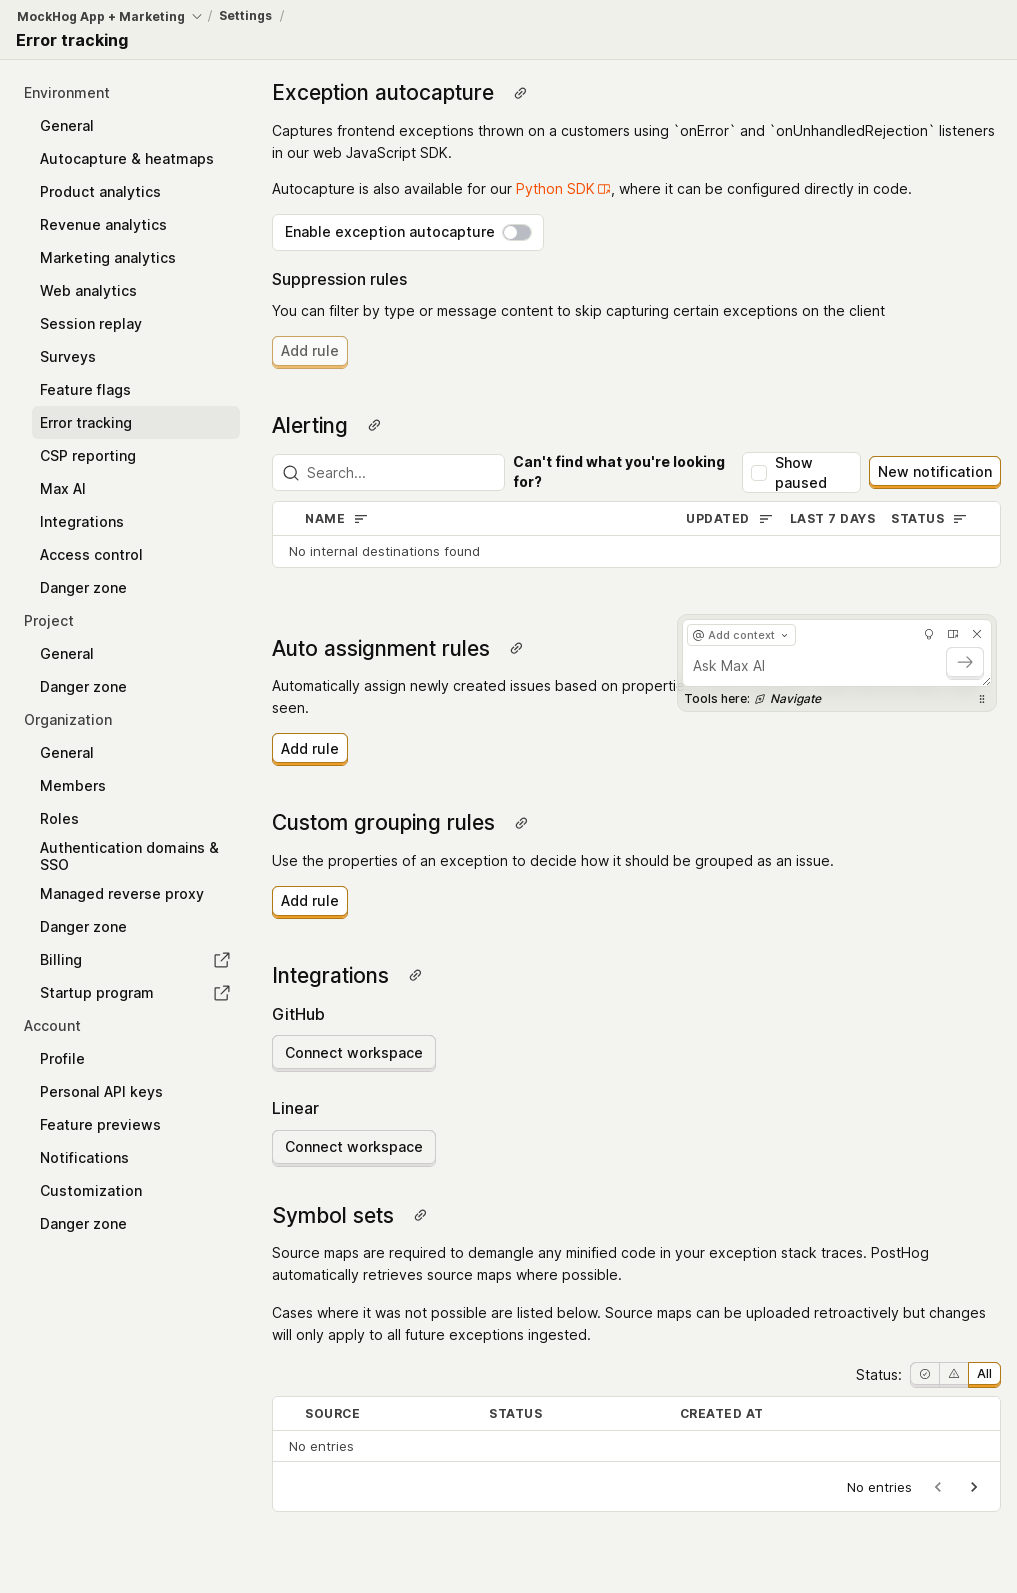 MockHog App + Marketing / Settings /
Error tracking
Environment
General
Autocapture & heatmaps
Product analytics
Revenue analytics
Marketing analytics
Web analytics
Session replay
Surveys
Feature flags
Error tracking
CSP reporting
Max AI
Integrations
Access control
Danger zone
Project
General
Danger zone
Organization
General
Members
Roles
Authentication domains &
SSO
Managed reverse proxy
Danger zone
Billing
Startup program
Account
Profile
Personal API keys
Feature previews
Notifications
Customization
Danger zone
Exception autocapture
Captures frontend exceptions thrown on a customers using `onError` and `onUnhandledRejection` listeners
in our web JavaScript SDK.
Autocapture is also available for our Python SDK, where it can be configured directly in code.
Enable exception autocapture
Suppression rules
You can filter by type or message content to skip capturing certain exceptions on the client
Add rule
Alerting
Search...
Can't find what you're looking
for?
Show
paused
New notification
NAME UPDATED LAST 7 DAYS STATUS
No internal destinations found
Auto assignment rules
Automatically assign newly created issues based on
seen.
Add rule
@ Add context
Ask Max AI
Tools here: Navigate
Custom grouping rules
Use the properties of an exception to decide how it should be grouped as an issue.
Add rule
Integrations
GitHub
Connect workspace
Linear
Connect workspace
Symbol sets
Source maps are required to demangle any minified code in your exception stack traces. PostHog
automatically retrieves source maps where possible.
Cases where it was not possible are listed below. Source maps can be uploaded retroactively but changes
will only apply to all future exceptions ingested.
Status: All
SOURCE STATUS CREATED AT
No entries
No entries